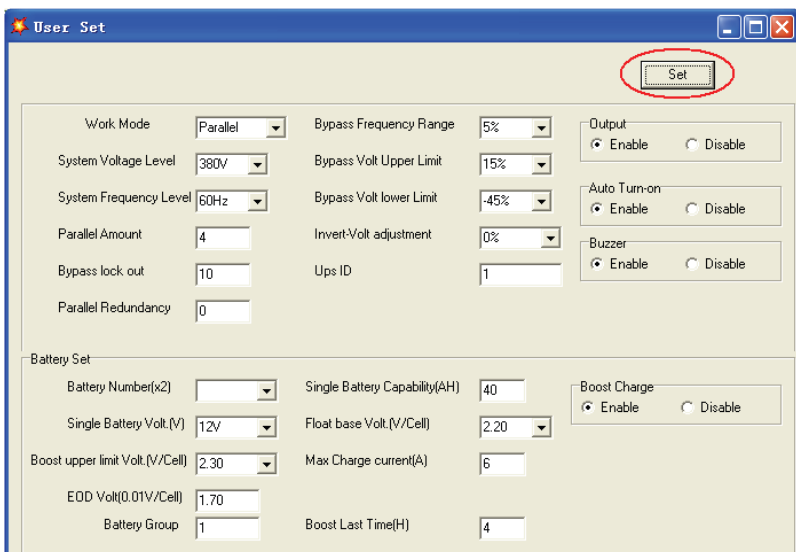 User Set
Set
Work Mode Parallel Bypass Frequency Range 5% Output
Enable Disable
System Voltage Level 380V Bypass Volt Upper Limit 15%
Auto Turn-on
System Frequency Level 60Hz Bypass Volt lower Limit -45% Enable Disable
Parallel Amount 4 Invert-Volt adjustment 0%
Buzzer
Bypass lock out 10 Ups ID 1 Enable Disable
Parallel Redundancy 0
Battery Set
Battery Number(x2) Single Battery Capability(AH) 40 Boost Charge
Enable Disable
Single Battery Volt.(V) 12V Float base Volt.(V/Cell) 2.20
Boost upper limit Volt.(V/Cell) 2.30 Max Charge current(A) 6
EOD Volt(0.01V/Cell) 1.70
Battery Group 1 Boost Last Time(H) 4